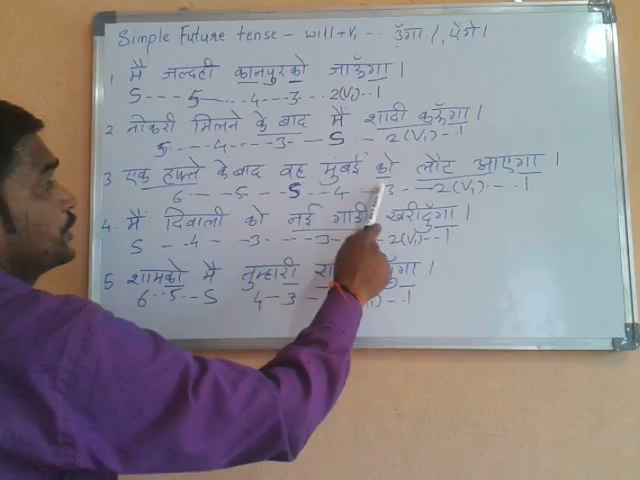 Simple Future tense - will+V₁ - - ऊँगा (, येंगे।
1 मै जल्दही कानपुरको जाऊँगा।
S - - - 5 - - - 4 - - 3 - - - 2(V₁) - - 1
2 नोकरी मिलने के बाद मै शादी करूँगा।
5 - - - 4 - - - 3 - - - S - - 2(V₁) - - 1
3 एक हफ्ते के बाद वह मुंबई को लौट आएगा।
6 - - - 5 - - - S - - 4 - - 3 - - - 2(V₁) - - - 1
4. मैं दिवाली को नई गाडी खरीदुँगा।
S - - 4 - - - 3 - - - - 3 - - - 2(V₁) - - 1
5 शामको मै तुम्हारी
6 - - 5 - - S 4 - 3 - - 1